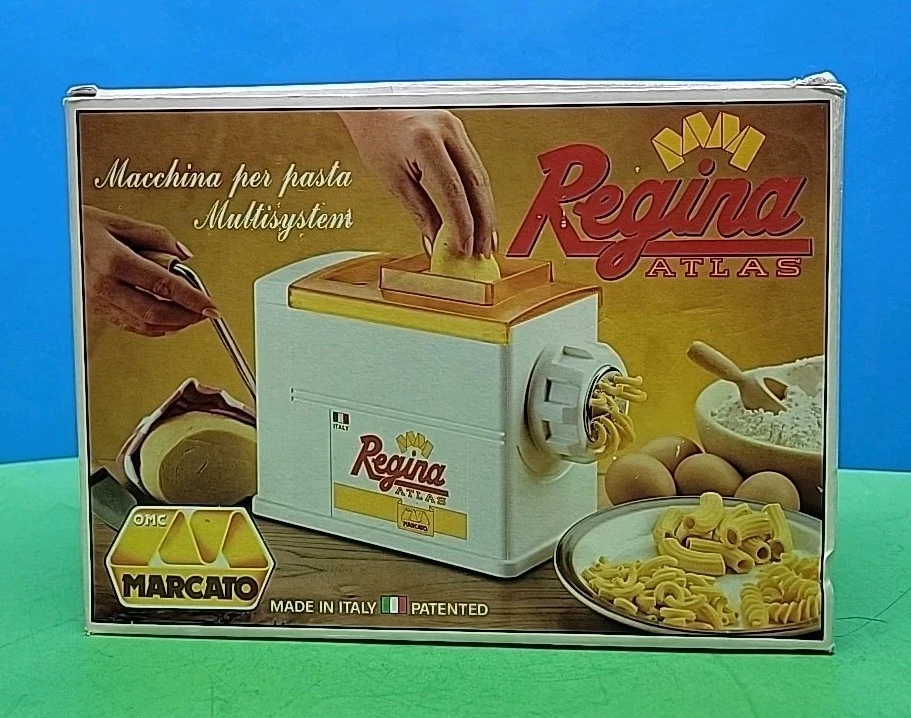 Macchina per pasta
Multisystem
Regina
ATLAS
ITALY
Regina
ATLAS
MARCATO
OMC
MARCATO
MADE IN ITALY PATENTED